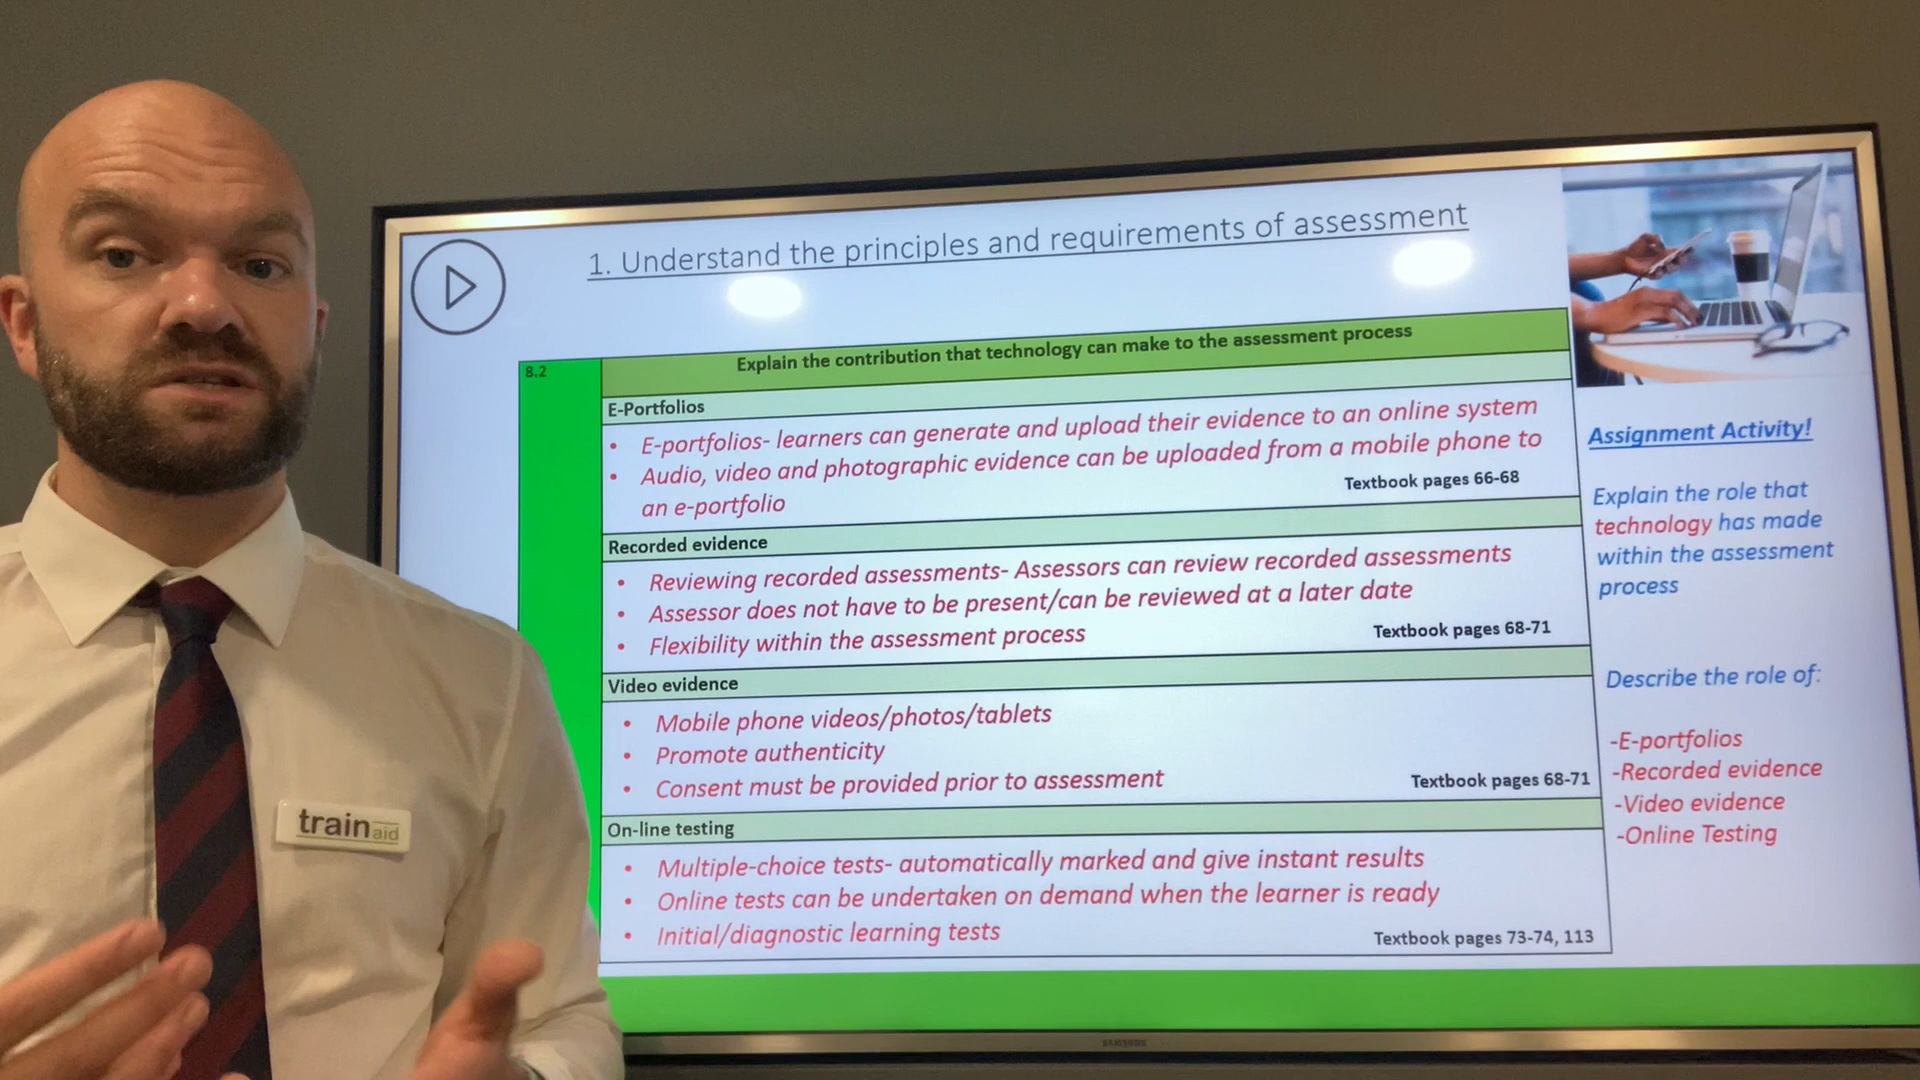 1. Understand the principles and requirements of assessment
8.2
Explain the contribution that technology can make to the assessment process
E-Portfolios
• E-portfolios- learners can generate and upload their evidence to an online system
• Audio, video and photographic evidence can be uploaded from a mobile phone to
an e-portfolio
Textbook pages 66-68
Recorded evidence
• Reviewing recorded assessments- Assessors can review recorded assessments
• Assessor does not have to be present/can be reviewed at a later date
• Flexibility within the assessment process
Textbook pages 68-71
Video evidence
• Mobile phone videos/photos/tablets
• Promote authenticity
• Consent must be provided prior to assessment
Textbook pages 68-71
On-line testing
• Multiple-choice tests- automatically marked and give instant results
• Online tests can be undertaken on demand when the learner is ready
• Initial/diagnostic learning tests
Textbook pages 73-74, 113
Assignment Activity!
Explain the role that
technology has made
within the assessment
process
Describe the role of:
-E-portfolios
-Recorded evidence
-Video evidence
-Online Testing
trainaid
SAMSUNG